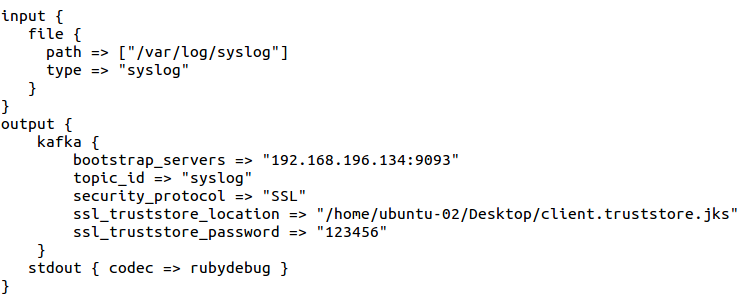 input {
   file {
     path => ["/var/log/syslog"]
     type => "syslog"
   }
}
output {
    kafka {
        bootstrap_servers => "192.168.196.134:9093"
        topic_id => "syslog"
        security_protocol => "SSL"
        ssl_truststore_location => "/home/ubuntu-02/Desktop/client.truststore.jks"
        ssl_truststore_password => "123456"
    }
   stdout { codec => rubydebug }
}